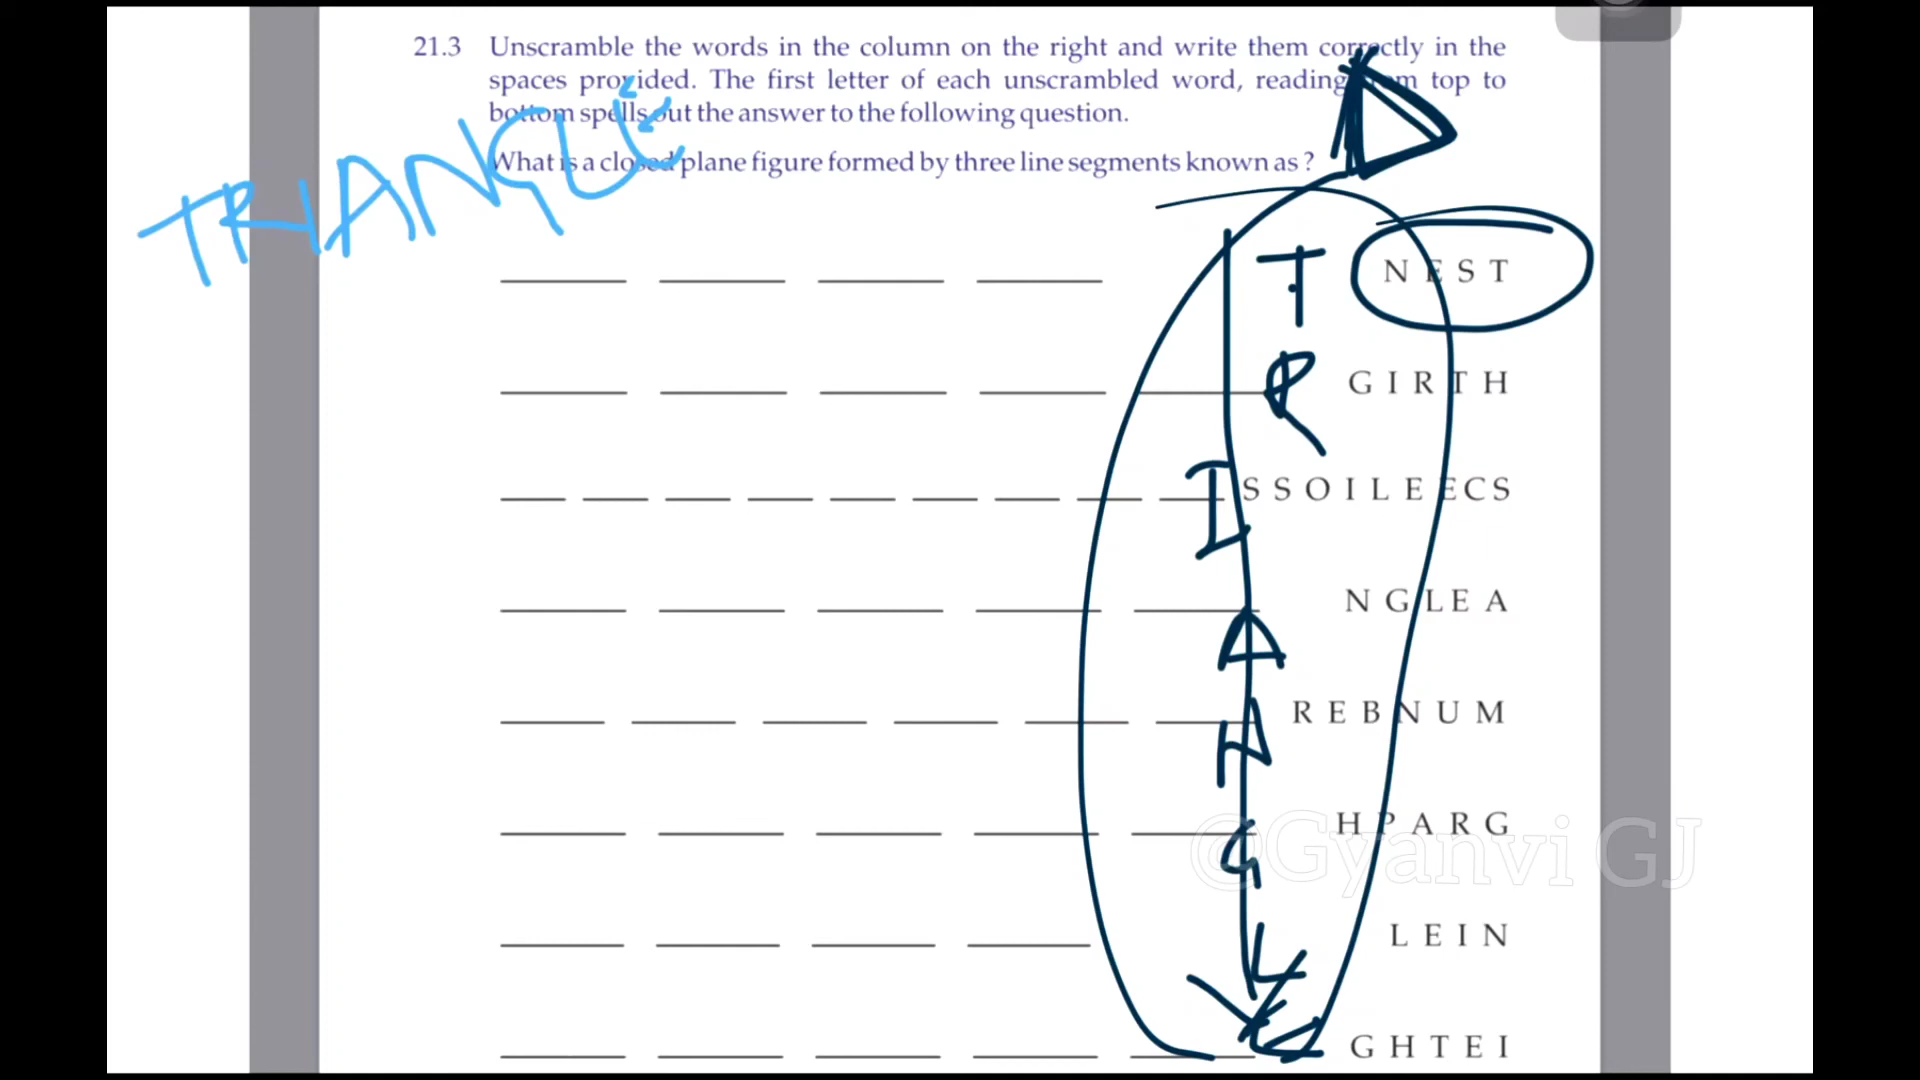 21.3 Unscramble the words in the column on the right and write them correctly in the
spaces provided. The first letter of each unscrambled word, reading from top to
bottom spells out the answer to the following question.
What is a closed plane figure formed by three line segments known as ?
TRIANGLE
T N E S T
R G I R T H
I S S O I L E E C S
A N G L E A
N R E B N U M
G H P A R G
@Gyanvi GJ
L L E I N
E G H T E I